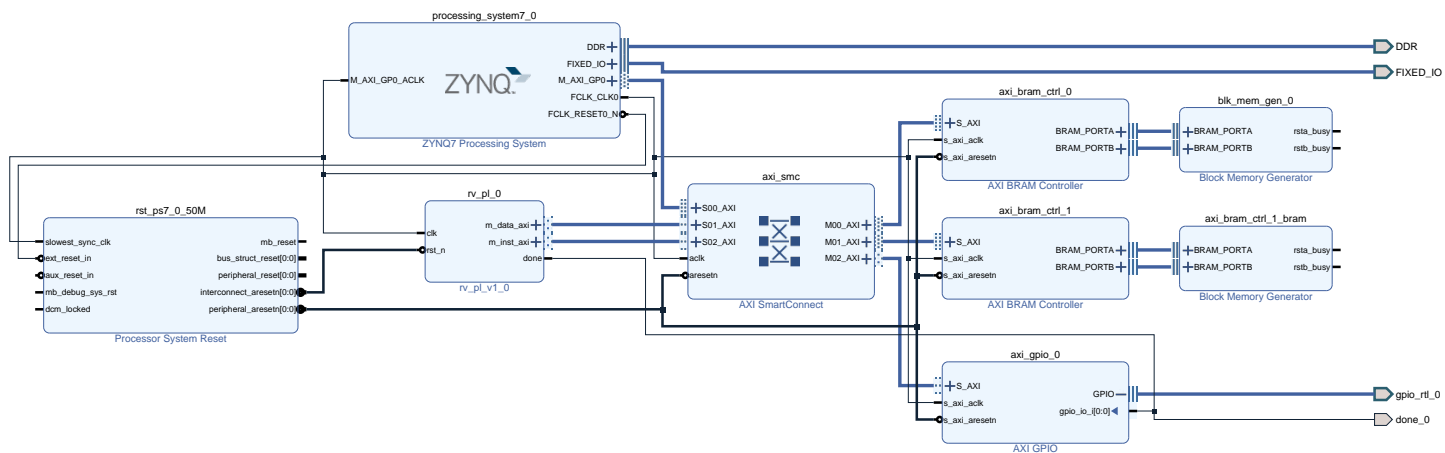 processing_system7_0
DDR
FIXED_IO
M_AXI_GP0_ACLK
M_AXI_GP0
ZYNQ
FCLK_CLK0
FCLK_RESET0_N
ZYNQ7 Processing System
DDR
FIXED_IO
axi_bram_ctrl_0
S_AXI
s_axi_aclk
s_axi_aresetn
BRAM_PORTA
BRAM_PORTB
AXI BRAM Controller
blk_mem_gen_0
BRAM_PORTA
BRAM_PORTB
rsta_busy
rstb_busy
Block Memory Generator
rst_ps7_0_50M
slowest_sync_clk
ext_reset_in
aux_reset_in
mb_debug_sys_rst
dcm_locked
mb_reset
bus_struct_reset[0:0]
peripheral_reset[0:0]
interconnect_aresetn[0:0]
peripheral_aresetn[0:0]
Processor System Reset
rv_pl_0
clk
rst_n
m_data_axi
m_inst_axi
done
rv_pl_v1_0
axi_smc
S00_AXI
S01_AXI
S02_AXI
aclk
aresetn
M00_AXI
M01_AXI
M02_AXI
AXI SmartConnect
axi_bram_ctrl_1
S_AXI
s_axi_aclk
s_axi_aresetn
BRAM_PORTA
BRAM_PORTB
AXI BRAM Controller
axi_bram_ctrl_1_bram
BRAM_PORTA
BRAM_PORTB
rsta_busy
rstb_busy
Block Memory Generator
axi_gpio_0
S_AXI
s_axi_aclk
s_axi_aresetn
GPIO
gpio_io_i[0:0]
AXI GPIO
gpio_rtl_0
done_0